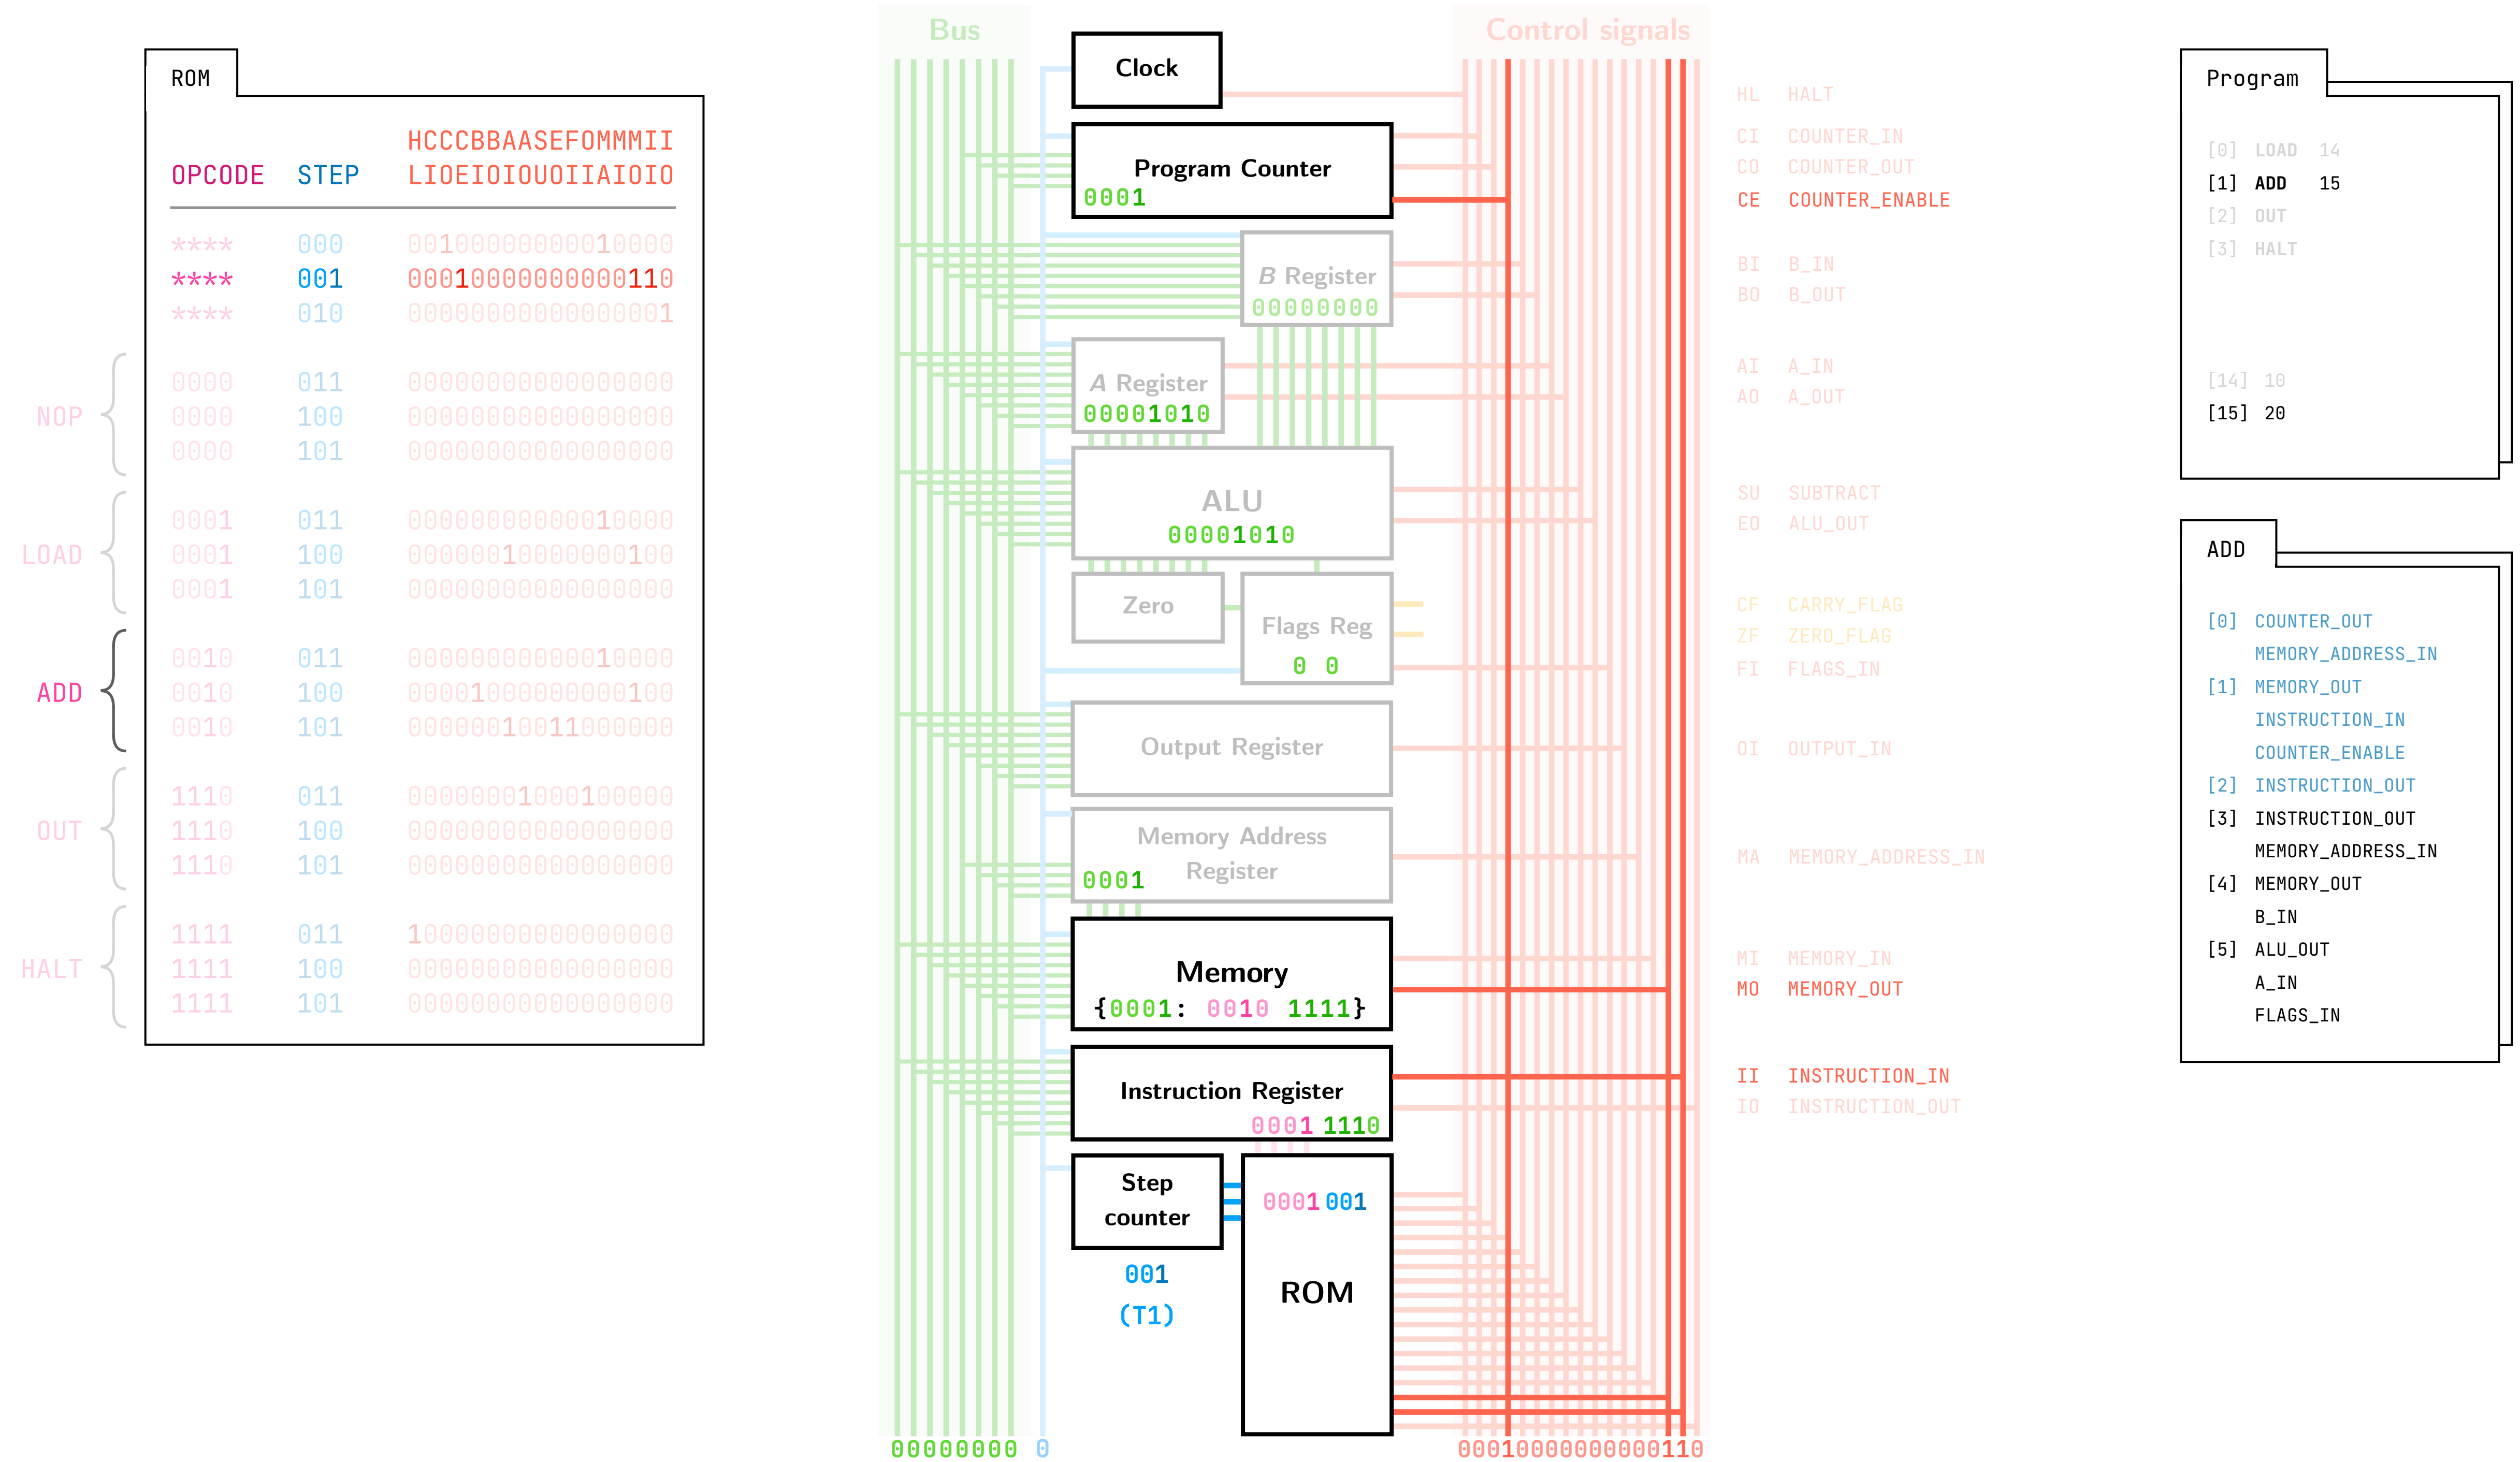 ROM
HCCCBBAASEFOMMMII
OPCODE STEP LIOEIOIOUOIIAIOIO
**** 000 00100000000010000
**** 001 00010000000000110
**** 010 00000000000000001
NOP
0000 011 00000000000000000
0000 100 00000000000000000
0000 101 00000000000000000
LOAD
0001 011 00000000000010000
0001 100 00000010000000100
0001 101 00000000000000000
ADD
0010 011 00000000000010000
0010 100 00001000000000100
0010 101 00000010011000000
OUT
1110 011 00000001000100000
1110 100 00000000000000000
1110 101 00000000000000000
HALT
1111 011 10000000000000000
1111 100 00000000000000000
1111 101 00000000000000000
Bus
Control signals
Clock
Program Counter
0001
B Register
00000000
A Register
00001010
ALU
00001010
Zero
Flags Reg
0 0
Output Register
Memory Address
Register
0001
Memory
{0001: 0010 1111}
Instruction Register
0001 1110
Step
counter
001
(T1)
0001 001
ROM
00000000 0
00010000000000110
HL HALT
CI COUNTER_IN
CO COUNTER_OUT
CE COUNTER_ENABLE
BI B_IN
BO B_OUT
AI A_IN
AO A_OUT
SU SUBTRACT
EO ALU_OUT
CF CARRY_FLAG
ZF ZERO_FLAG
FI FLAGS_IN
OI OUTPUT_IN
MA MEMORY_ADDRESS_IN
MI MEMORY_IN
MO MEMORY_OUT
II INSTRUCTION_IN
IO INSTRUCTION_OUT
Program
[0] LOAD 14
[1] ADD 15
[2] OUT
[3] HALT
[14] 10
[15] 20
ADD
[0] COUNTER_OUT
MEMORY_ADDRESS_IN
[1] MEMORY_OUT
INSTRUCTION_IN
COUNTER_ENABLE
[2] INSTRUCTION_OUT
[3] INSTRUCTION_OUT
MEMORY_ADDRESS_IN
[4] MEMORY_OUT
B_IN
[5] ALU_OUT
A_IN
FLAGS_IN